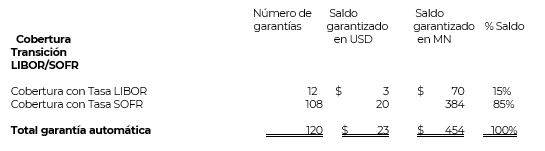 Número de Saldo Saldo
garantías garantizado garantizado % Saldo
Cobertura en USD en MN
Transición
LIBOR/SOFR
Cobertura con Tasa LIBOR 12 $ 3 $ 70 15%
Cobertura con Tasa SOFR 108 20 384 85%
Total garantía automática 120 $ 23 $ 454 100%